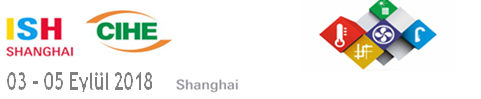 ISH
SHANGHAI
CIHE
03 - 05 Eylül 2018
Shanghai